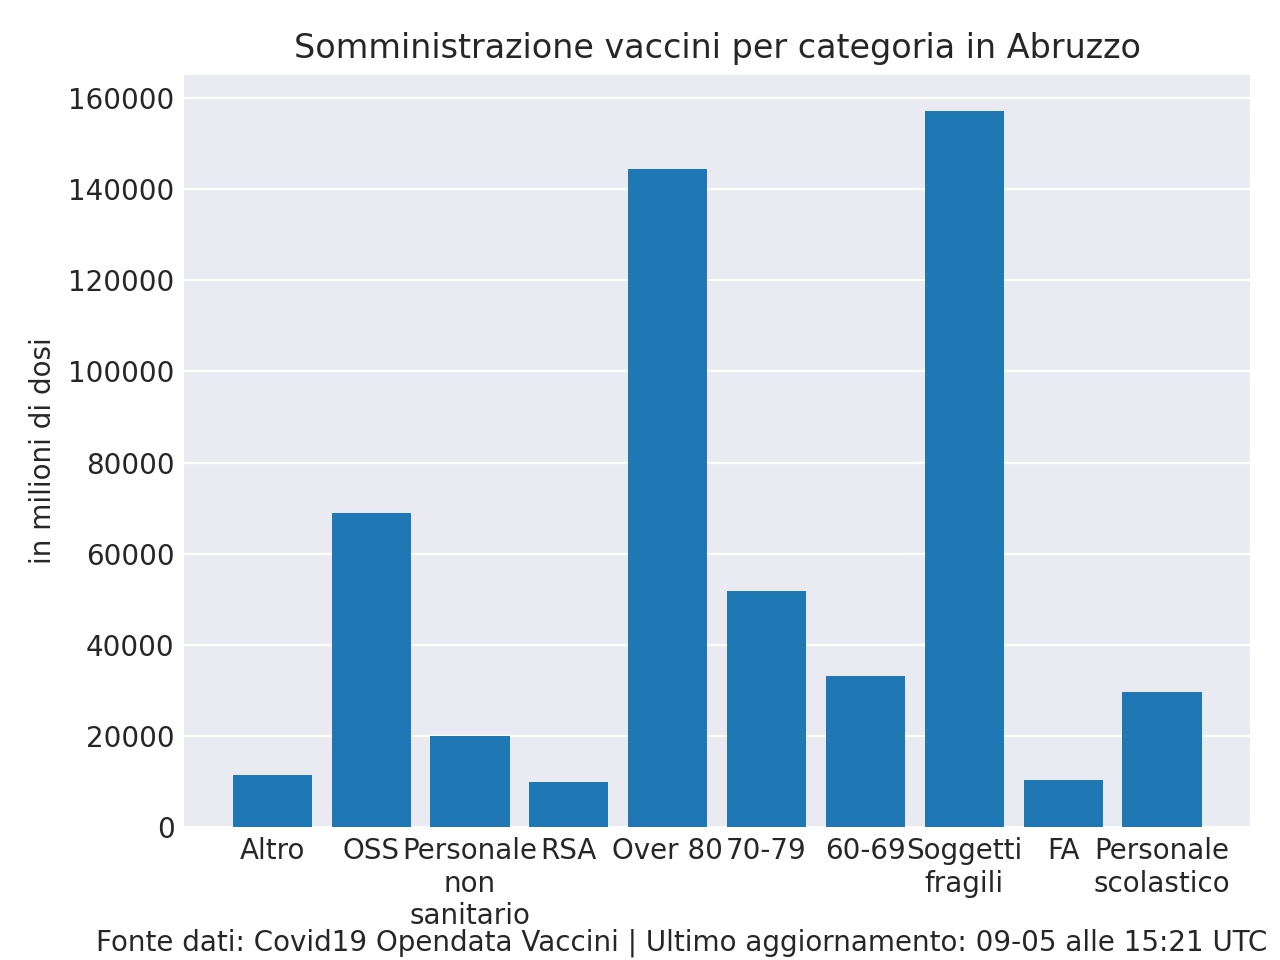 Somministrazione vaccini per categoria in Abruzzo
160000
140000
120000
100000
80000
60000
40000
20000
0
in milioni di dosi
Altro
OSS
Personale
non
sanitario
RSA
Over 80
70-79
60-69
Soggetti
fragili
FA
Personale
scolastico
Fonte dati: Covid19 Opendata Vaccini | Ultimo aggiornamento: 09-05 alle 15:21 UTC